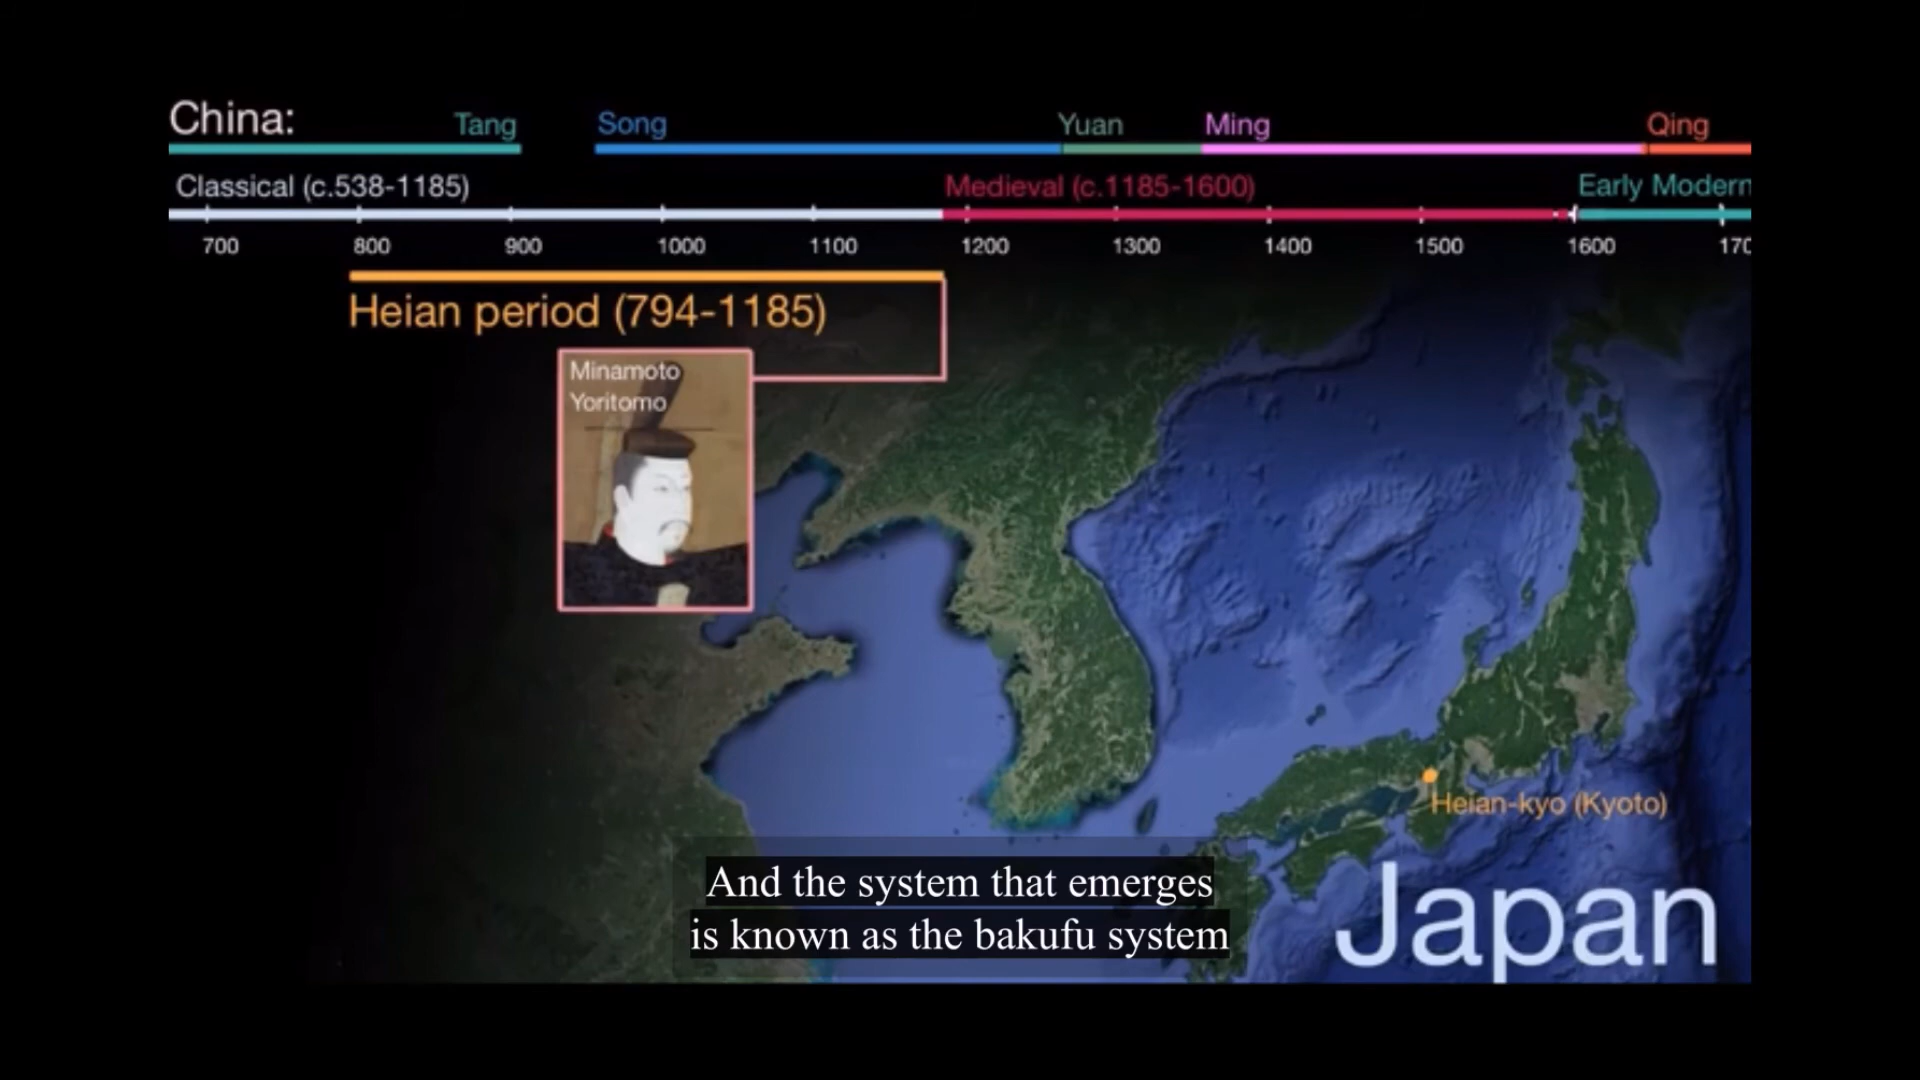 China:
Tang
Song
Yuan
Ming
Qing
Classical (c.538-1185)
Medieval (c.1185-1600)
Early Modern
700
800
900
1000
1100
1200
1300
1400
1500
1600
170
Heian period (794-1185)
Minamoto
Yoritomo
Heian-kyo (Kyoto)
Japan
And the system that emerges
is known as the bakufu system